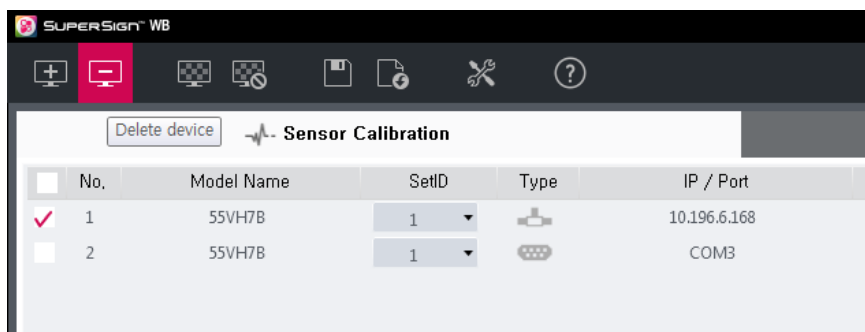 SUPERSIGN™ WB
Delete device
Sensor Calibration
No. Model Name SetID Type IP / Port
1 55VH7B 1 10.196.6.168
2 55VH7B 1 COM3